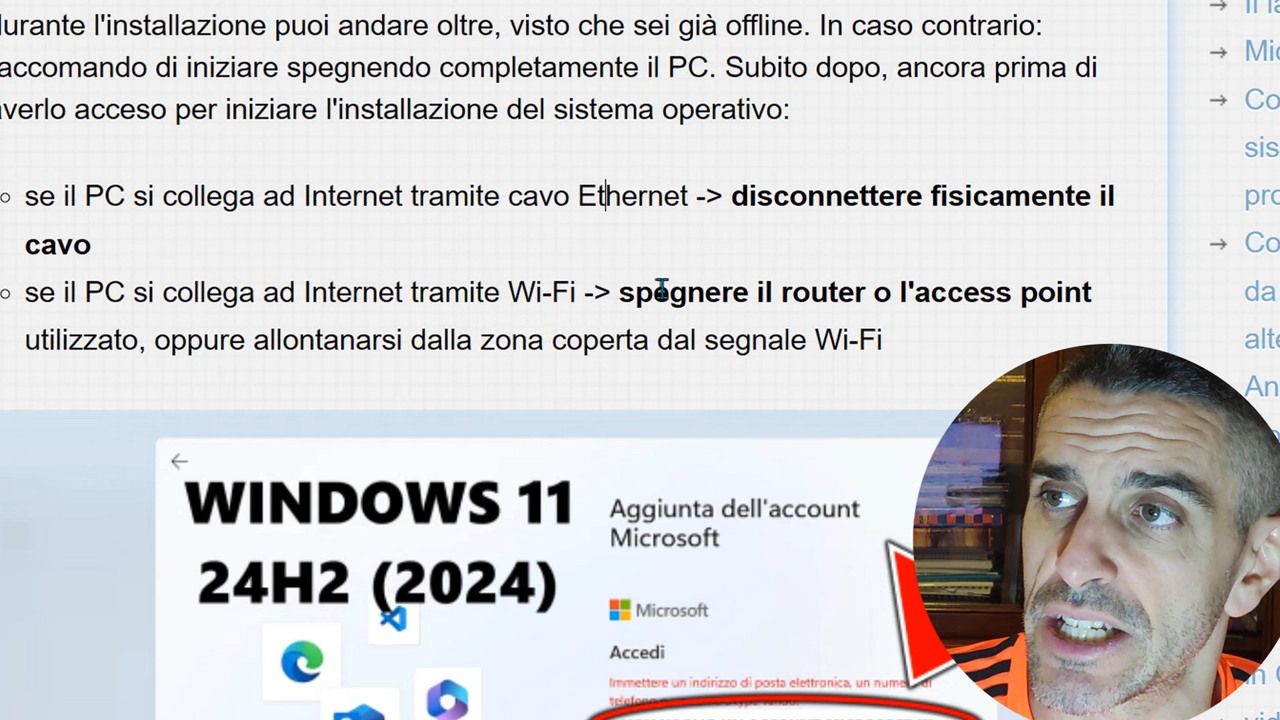 durante l'installazione puoi andare oltre, visto che sei già offline. In caso contrario:
accomando di iniziare spegnendo completamente il PC. Subito dopo, ancora prima di
averlo acceso per iniziare l'installazione del sistema operativo:
se il PC si collega ad Internet tramite cavo Ethernet -> disconnettere fisicamente il
cavo
se il PC si collega ad Internet tramite Wi-Fi -> spegnere il router o l'access point
utilizzato, oppure allontanarsi dalla zona coperta dal segnale Wi-Fi
WINDOWS 11
24H2 (2024)
Aggiunta dell'account
Microsoft
Microsoft
Accedi
Immettere un indirizzo di posta elettronica, un numero di
→ Il
→ Mic
→ Co
sis
pro
→ Co
da
alte
An